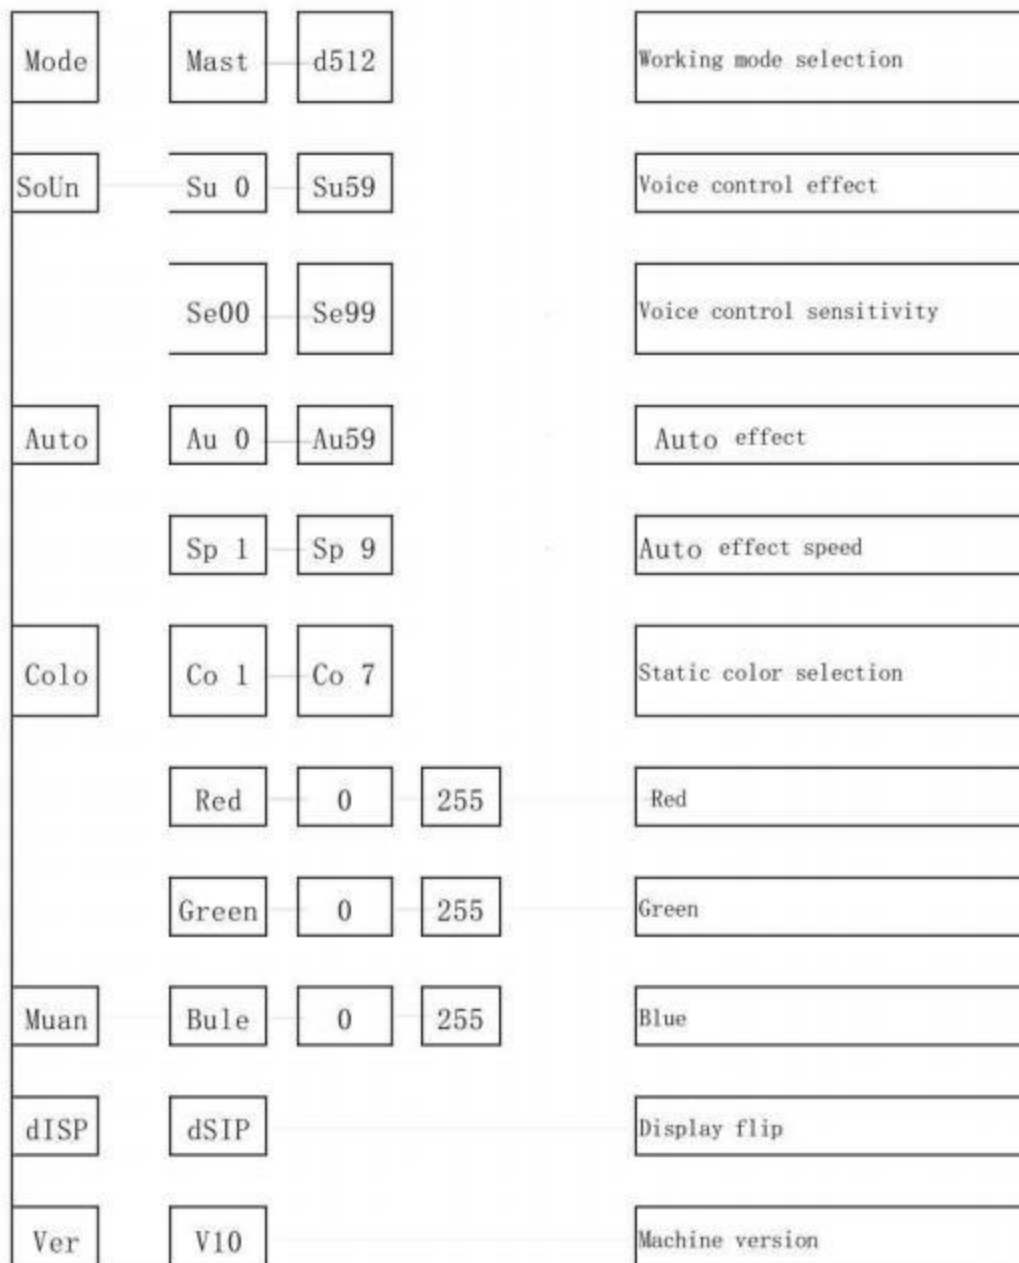 Mode Mast d512 Working mode selection
SoUn Su 0 Su59 Voice control effect
Se00 Se99 Voice control sensitivity
Auto Au 0 Au59 Auto effect
Sp 1 Sp 9 Auto effect speed
Colo Co 1 Co 7 Static color selection
Red 0 255 Red
Green 0 255 Green
Muan Bule 0 255 Blue
dISP dSIP Display flip
Ver V10 Machine version